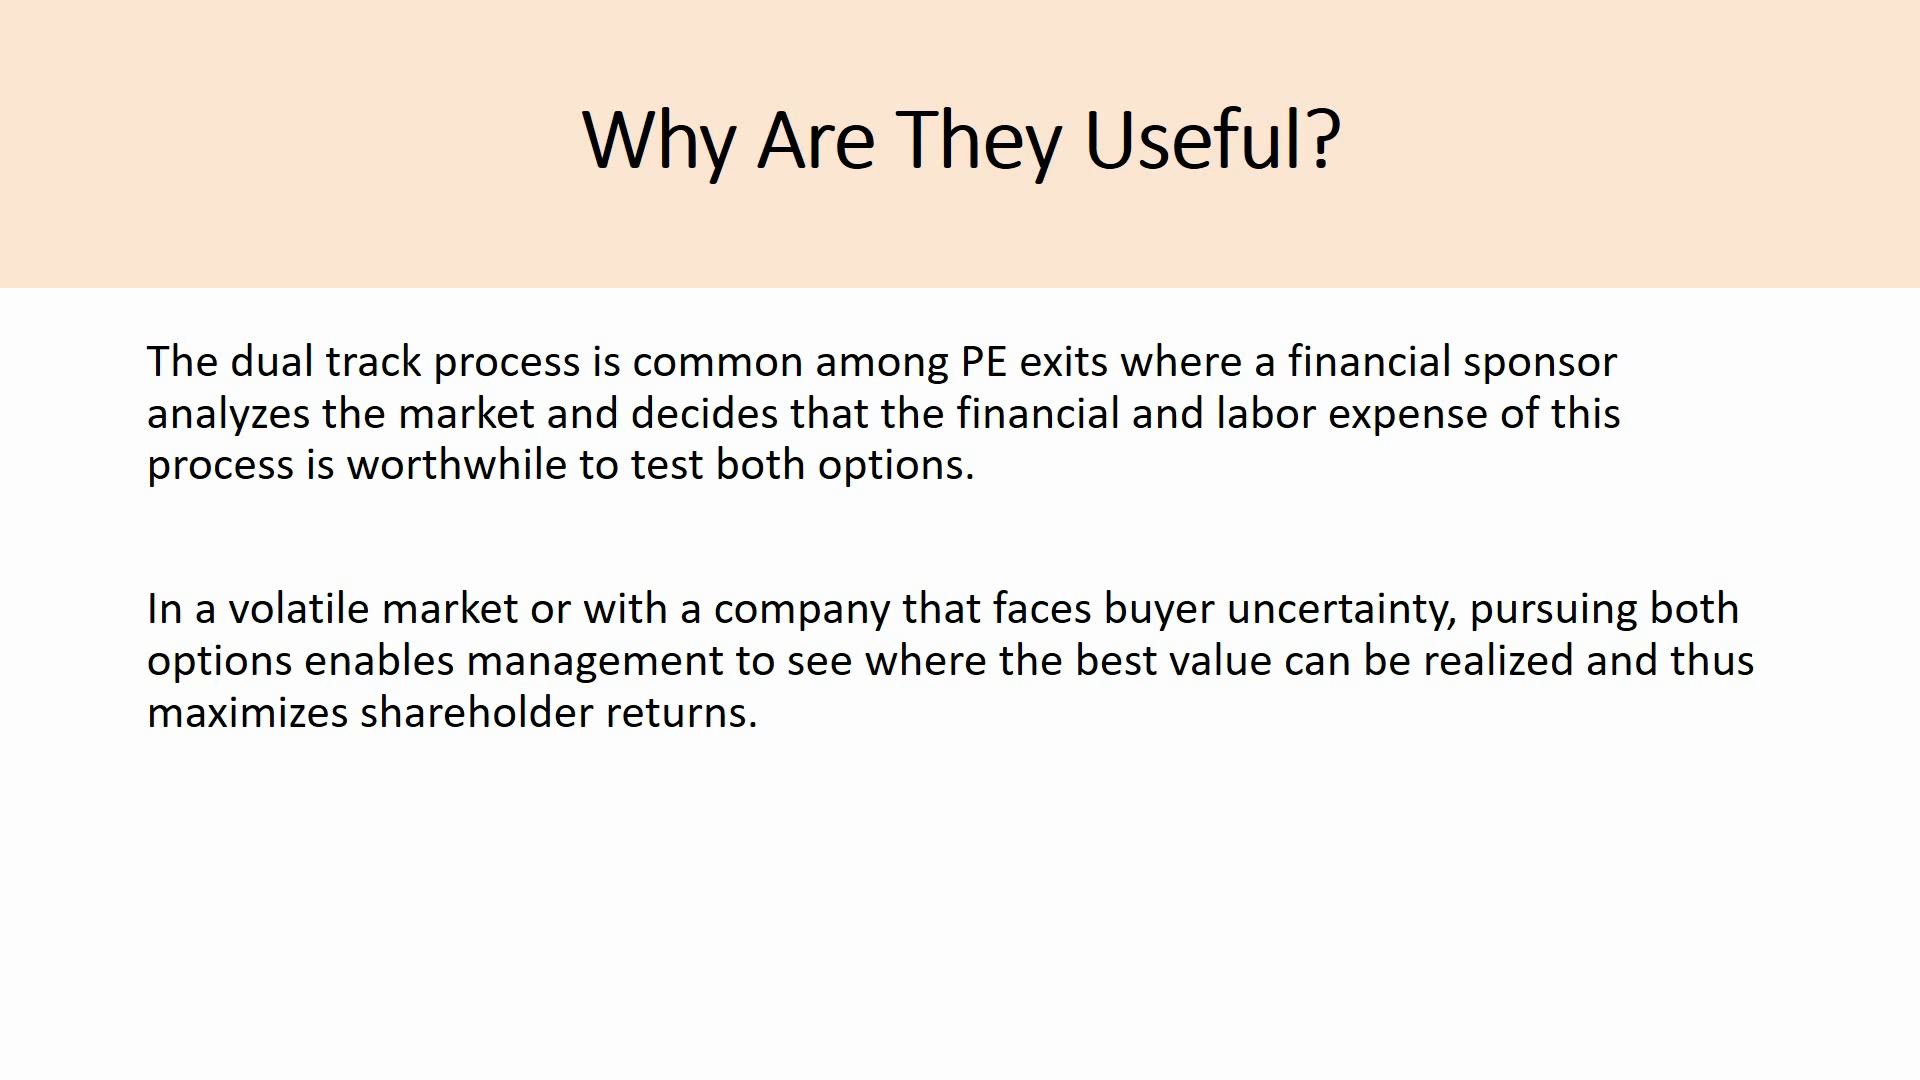 Why Are They Useful?
The dual track process is common among PE exits where a financial sponsor
analyzes the market and decides that the financial and labor expense of this
process is worthwhile to test both options.
In a volatile market or with a company that faces buyer uncertainty, pursuing both
options enables management to see where the best value can be realized and thus
maximizes shareholder returns.